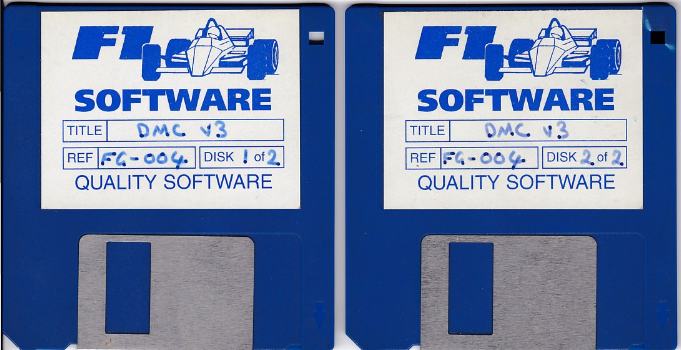 F1
SOFTWARE
TITLE DMC v3
REF FG-004 DISK 1 of 2
QUALITY SOFTWARE
F1
SOFTWARE
TITLE DMC v3
REF FG-004 DISK 2 of 2
QUALITY SOFTWARE